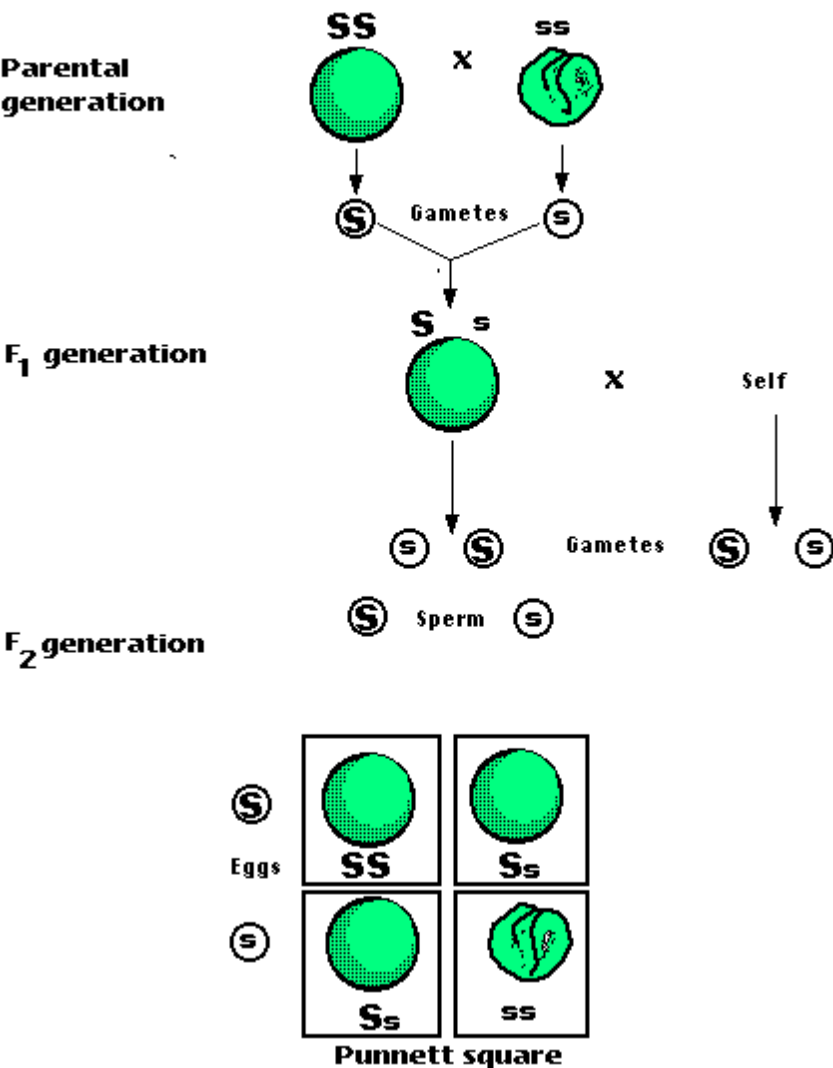 SS ss
Parental
generation
x
S Gametes s
S s
F1 generation
x Self
s S Gametes S s
S Sperm s
F2 generation
S
Eggs
SS Ss
s
Ss ss
Punnett square